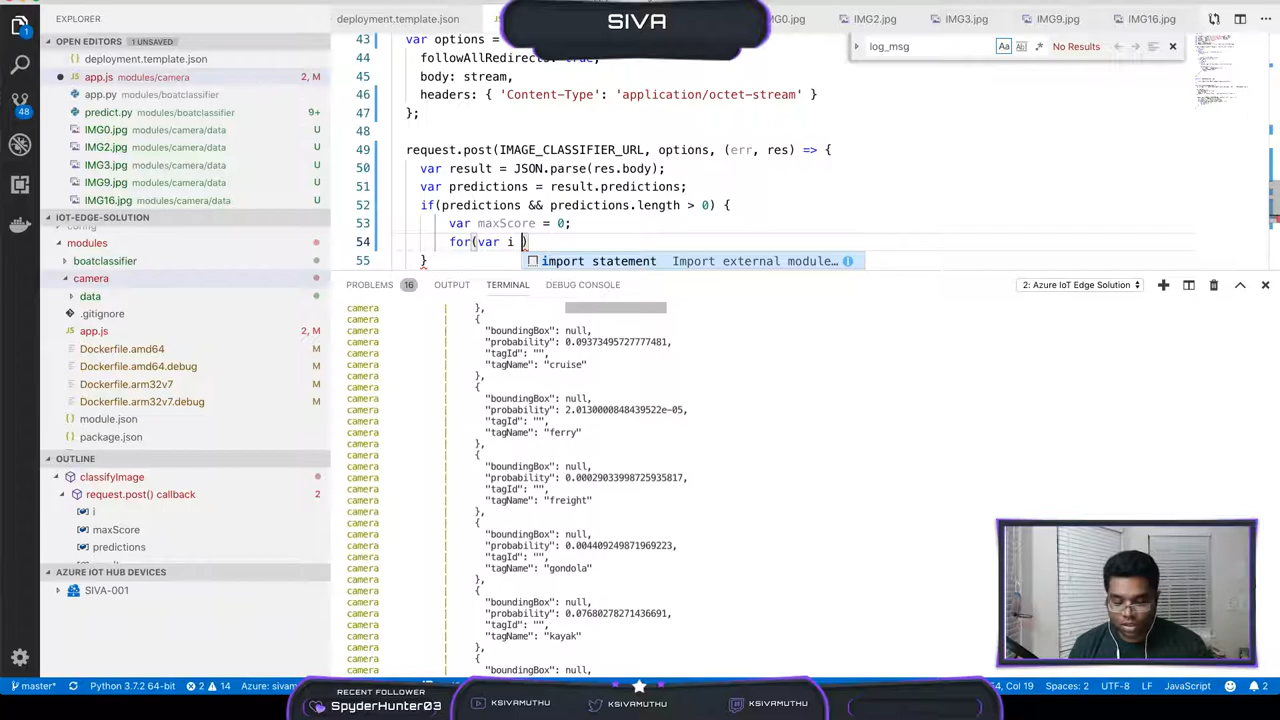 SIVA
EXPLORER
OPEN EDITORS 1 UNSAVED
deployment.template.json
app.js modules/camera 2, M
app.py modules/boatclassifier
predict.py modules/boatclassifier 9+
IMG0.jpg modules/camera/data U
IMG2.jpg modules/camera/data U
IMG3.jpg modules/camera/data U
IMG9.jpg modules/camera/data U
IMG16.jpg modules/camera/data U
IOT-EDGE-SOLUTION
config
modules
boatclassifier
camera
data
.gitignore
app.js 2, M
Dockerfile.amd64 M
Dockerfile.amd64.debug M
Dockerfile.arm32v7 M
Dockerfile.arm32v7.debug M
module.json
package.json
OUTLINE
classifyImage
request.post() callback 2
i
maxScore
predictions
AZURE IOT HUB DEVICES
SIVA-001
1
48
deployment.template.json
G0.jpg IMG2.jpg IMG3.jpg IMG9.jpg IMG16.jpg
log_msg Aa No Results
43 var options =
44 followAllRedirects: true,
45 body: stream,
46 headers: { 'Content-Type': 'application/octet-stream' }
47 };
48
49 request.post(IMAGE_CLASSIFIER_URL, options, (err, res) => {
50 var result = JSON.parse(res.body);
51 var predictions = result.predictions;
52 if(predictions && predictions.length > 0) {
53 var maxScore = 0;
54 for(var i )
55 }
import statement Import external module…
PROBLEMS 16 OUTPUT TERMINAL DEBUG CONSOLE 2: Azure IoT Edge Solution
camera | },
camera | {
camera | "boundingBox": null,
camera | "probability": 0.09373495727777481,
camera | "tagId": "",
camera | "tagName": "cruise"
camera | },
camera | {
camera | "boundingBox": null,
camera | "probability": 2.0130000848439522e-05,
camera | "tagId": "",
camera | "tagName": "ferry"
camera | },
camera | {
camera | "boundingBox": null,
camera | "probability": 0.00029033998725935817,
camera | "tagId": "",
camera | "tagName": "freight"
camera | },
camera | {
camera | "boundingBox": null,
camera | "probability": 0.004409249871969223,
camera | "tagId": "",
camera | "tagName": "gondola"
camera | },
camera | {
camera | "boundingBox": null,
camera | "probability": 0.07680278271436691,
camera | "tagId": "",
camera | "tagName": "kayak"
camera | },
camera | {
camera | "boundingBox": null,
master* Python 3.7.2 64-bit 2 14 Azure: sivam
54, Col 19 Spaces: 2 UTF-8 LF JavaScript 2
RECENT FOLLOWER
SpyderHunter03
KSIVAMUTHU KSIVAMUTHU KSIVAMUTHU